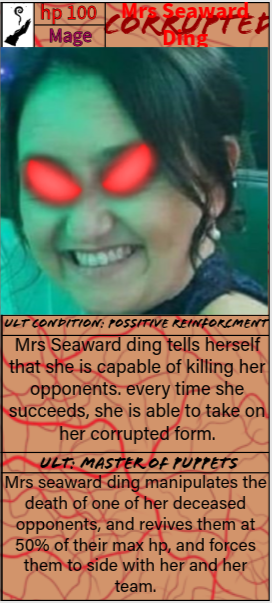 hp 100
Mage
Mrs Seaward
Ding
CORRUPTED
ULT CONDITION: POSSITIVE REINFORCMENT
Mrs Seaward ding tells herself
that she is capable of killing her
opponents. every time she
succeeds, she is able to take on
her corrupted form.
ULT: MASTER OF PUPPETS
Mrs seaward ding manipulates the
death of one of her deceased
opponents, and revives them at
50% of their max hp, and forces
them to side with her and her
team.